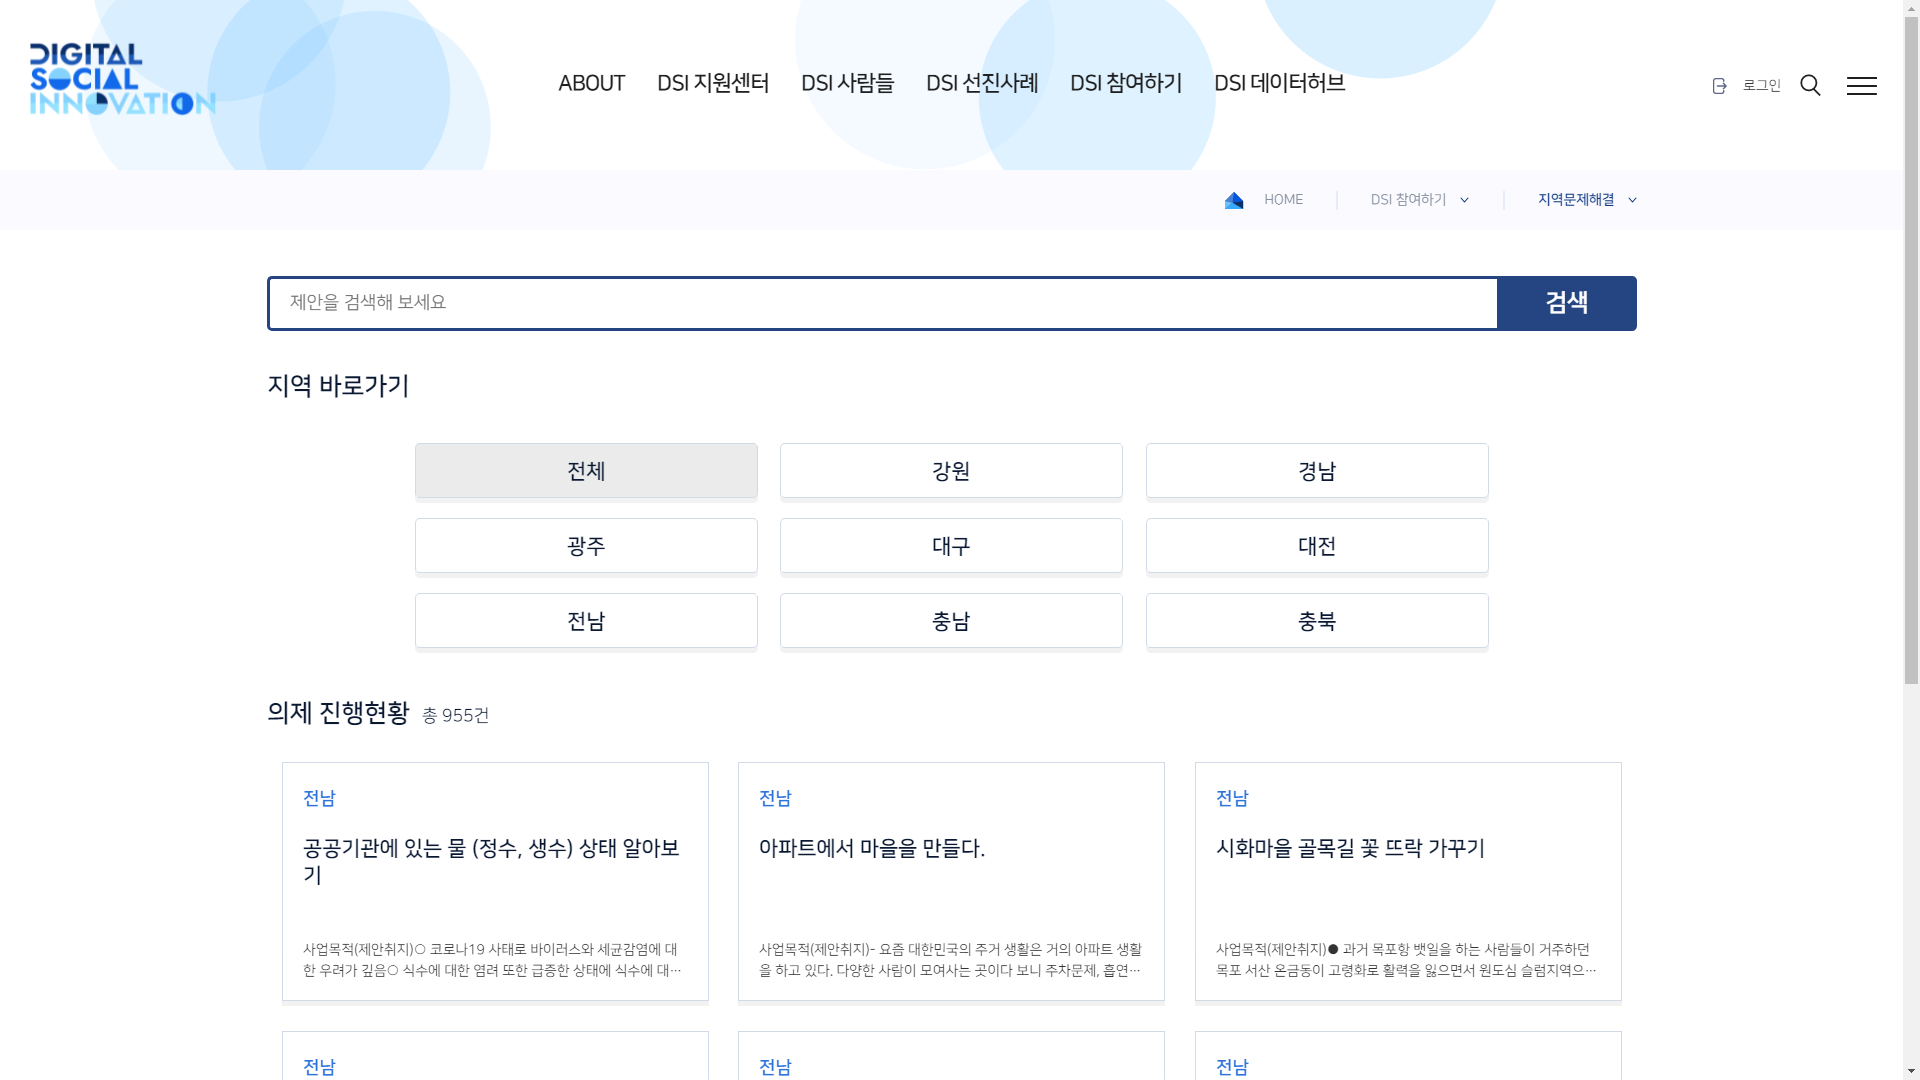 DIGITAL
SOCIAL
INNOVATION
ABOUT
DSI 지원센터
DSI 사람들
DSI 선진사례
DSI 참여하기
DSI 데이터허브
로그인
HOME
DSI 참여하기
지역문제해결
제안을 검색해 보세요
검색
지역 바로가기
전체
강원
경남
광주
대구
대전
전남
충남
충북
의제 진행현황 총 955건
전남
공공기관에 있는 물 (정수, 생수) 상태 알아보
기
사업목적(제안취지)○ 코로나19 사태로 바이러스와 세균감염에 대
한 우려가 깊음○ 식수에 대한 염려 또한 급증한 상태에 식수에 대…
전남
아파트에서 마을을 만들다.
사업목적(제안취지)- 요즘 대한민국의 주거 생활은 거의 아파트 생활
을 하고 있다. 다양한 사람이 모여사는 곳이다 보니 주차문제, 흡연…
전남
시화마을 골목길 꽃 뜨락 가꾸기
사업목적(제안취지)● 과거 목포항 뱃일을 하는 사람들이 거주하던
목포 서산 온금동이 고령화로 활력을 잃으면서 원도심 슬럼지역으…
전남
전남
전남